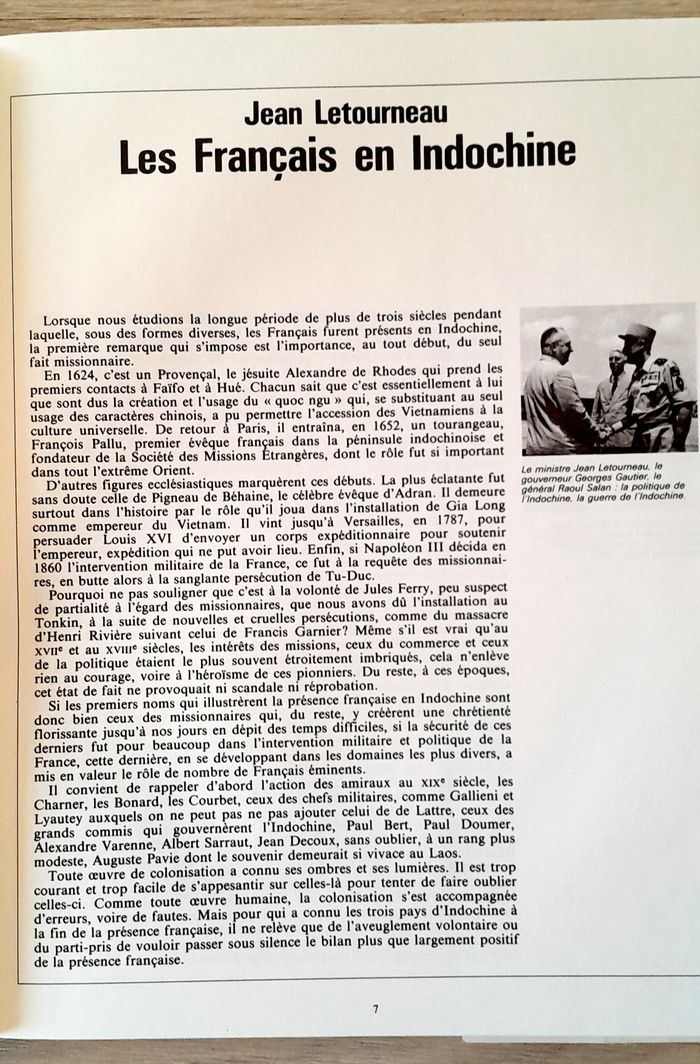 Jean Letourneau
Les Français en Indochine
Lorsque nous étudions la longue période de plus de trois siècles pendant
laquelle, sous des formes diverses, les Français furent présents en Indochine,
la première remarque qui s'impose est l'importance, au tout début, du seul
fait missionnaire.
En 1624, c'est un Provençal, le jésuite Alexandre de Rhodes qui prend les
premiers contacts à Faïfo et à Hué. Chacun sait que c'est essentiellement à lui
que sont dus la création et l'usage du « quoc ngu » qui, se substituant au seul
usage des caractères chinois, a pu permettre l'accession des Vietnamiens à la
culture universelle. De retour à Paris, il entraîna, en 1652, un tourangeau,
François Pallu, premier évêque français dans la péninsule indochinoise et
fondateur de la Société des Missions Étrangères, dont le rôle fut si important
dans tout l'extrême Orient.
D'autres figures ecclésiastiques marquèrent ces débuts. La plus éclatante fut
sans doute celle de Pigneau de Béhaine, le célèbre évêque d'Adran. Il demeure
surtout dans l'histoire par le rôle qu'il joua dans l'installation de Gia Long
comme empereur du Vietnam. Il vint jusqu'à Versailles, en 1787, pour
persuader Louis XVI d'envoyer un corps expéditionnaire pour soutenir
l'empereur, expédition qui ne put avoir lieu. Enfin, si Napoléon III décida en
1860 l'intervention militaire de la France, ce fut à la requête des missionnai-
res, en butte alors à la sanglante persécution de Tu-Duc.
Pourquoi ne pas souligner que c'est à la volonté de Jules Ferry, peu suspect
de partialité à l'égard des missionnaires, que nous avons dû l'installation au
Tonkin, à la suite de nouvelles et cruelles persécutions, comme du massacre
d'Henri Rivière suivant celui de Francis Garnier? Même s'il est vrai qu'au
XVIIe et au XVIIIe siècles, les intérêts des missions, ceux du commerce et ceux
de la politique étaient le plus souvent étroitement imbriqués, cela n'enlève
rien au courage, voire à l'héroïsme de ces pionniers. Du reste, à ces époques,
cet état de fait ne provoquait ni scandale ni réprobation.
Si les premiers noms qui illustrèrent la présence française en Indochine sont
donc bien ceux des missionnaires qui, du reste, y créèrent une chrétienté
florissante jusqu'à nos jours en dépit des temps difficiles, si la sécurité de ces
derniers fut pour beaucoup dans l'intervention militaire et politique de la
France, cette dernière, en se développant dans les domaines les plus divers, a
mis en valeur le rôle de nombre de Français éminents.
Il convient de rappeler d'abord l'action des amiraux au XIXe siècle, les
Charner, les Bonard, les Courbet, ceux des chefs militaires, comme Gallieni et
Lyautey auxquels on ne peut pas ne pas ajouter celui de de Lattre, ceux des
grands commis qui gouvernèrent l'Indochine, Paul Bert, Paul Doumer,
Alexandre Varenne, Albert Sarraut, Jean Decoux, sans oublier, à un rang plus
modeste, Auguste Pavie dont le souvenir demeurait si vivace au Laos.
Toute œuvre de colonisation a connu ses ombres et ses lumières. Il est trop
courant et trop facile de s'appesantir sur celles-là pour tenter de faire oublier
celles-ci. Comme toute œuvre humaine, la colonisation s'est accompagnée
d'erreurs, voire de fautes. Mais pour qui a connu les trois pays d'Indochine à
la fin de la présence française, il ne relève que de l'aveuglement volontaire ou
du parti-pris de vouloir passer sous silence le bilan plus que largement positif
de la présence française.
Le ministre Jean Letourneau, le
gouverneur Georges Gautier, le
général Raoul Salan : la politique de
l'Indochine, la guerre de l'Indochine.
7